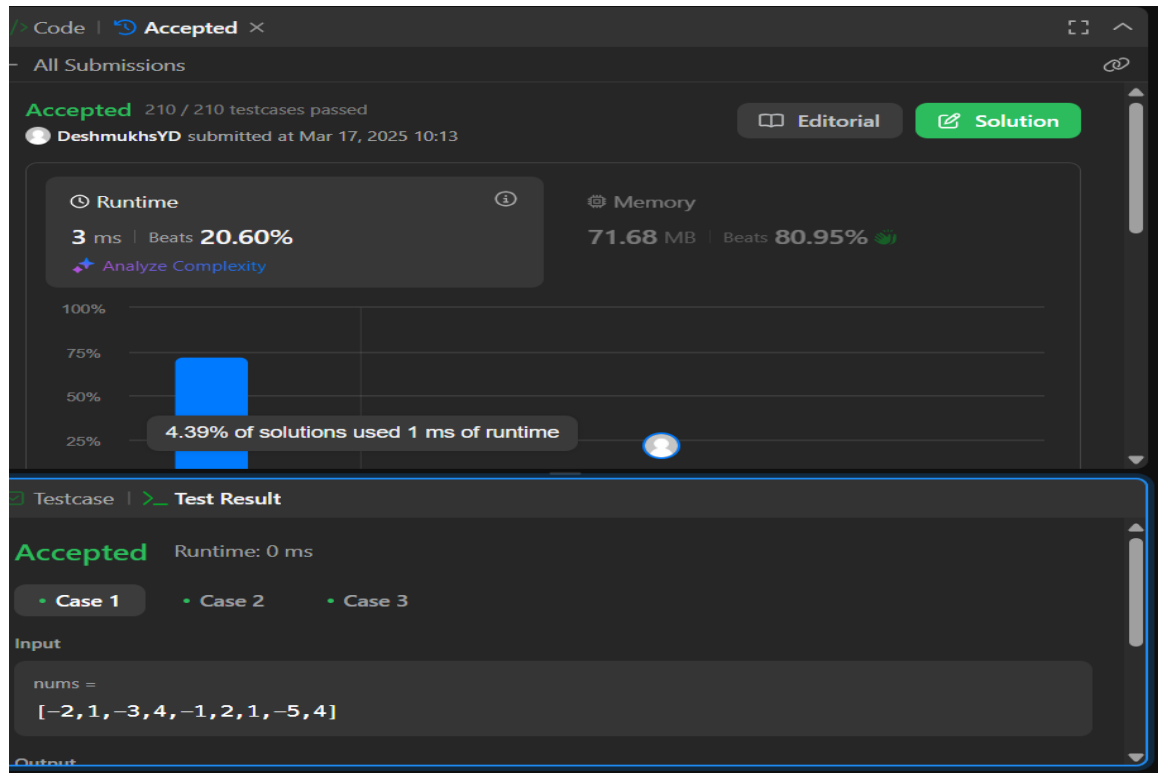 </> Code | Accepted ×
All Submissions
Accepted 210 / 210 testcases passed
DeshmukhsYD submitted at Mar 17, 2025 10:13
Editorial
Solution
Runtime
3 ms | Beats 20.60%
Analyze Complexity
Memory
71.68 MB | Beats 80.95%
100%
75%
50%
25%
4.39% of solutions used 1 ms of runtime
Testcase | >_ Test Result
Accepted Runtime: 0 ms
• Case 1 • Case 2 • Case 3
Input
nums =
[-2,1,-3,4,-1,2,1,-5,4]
Output